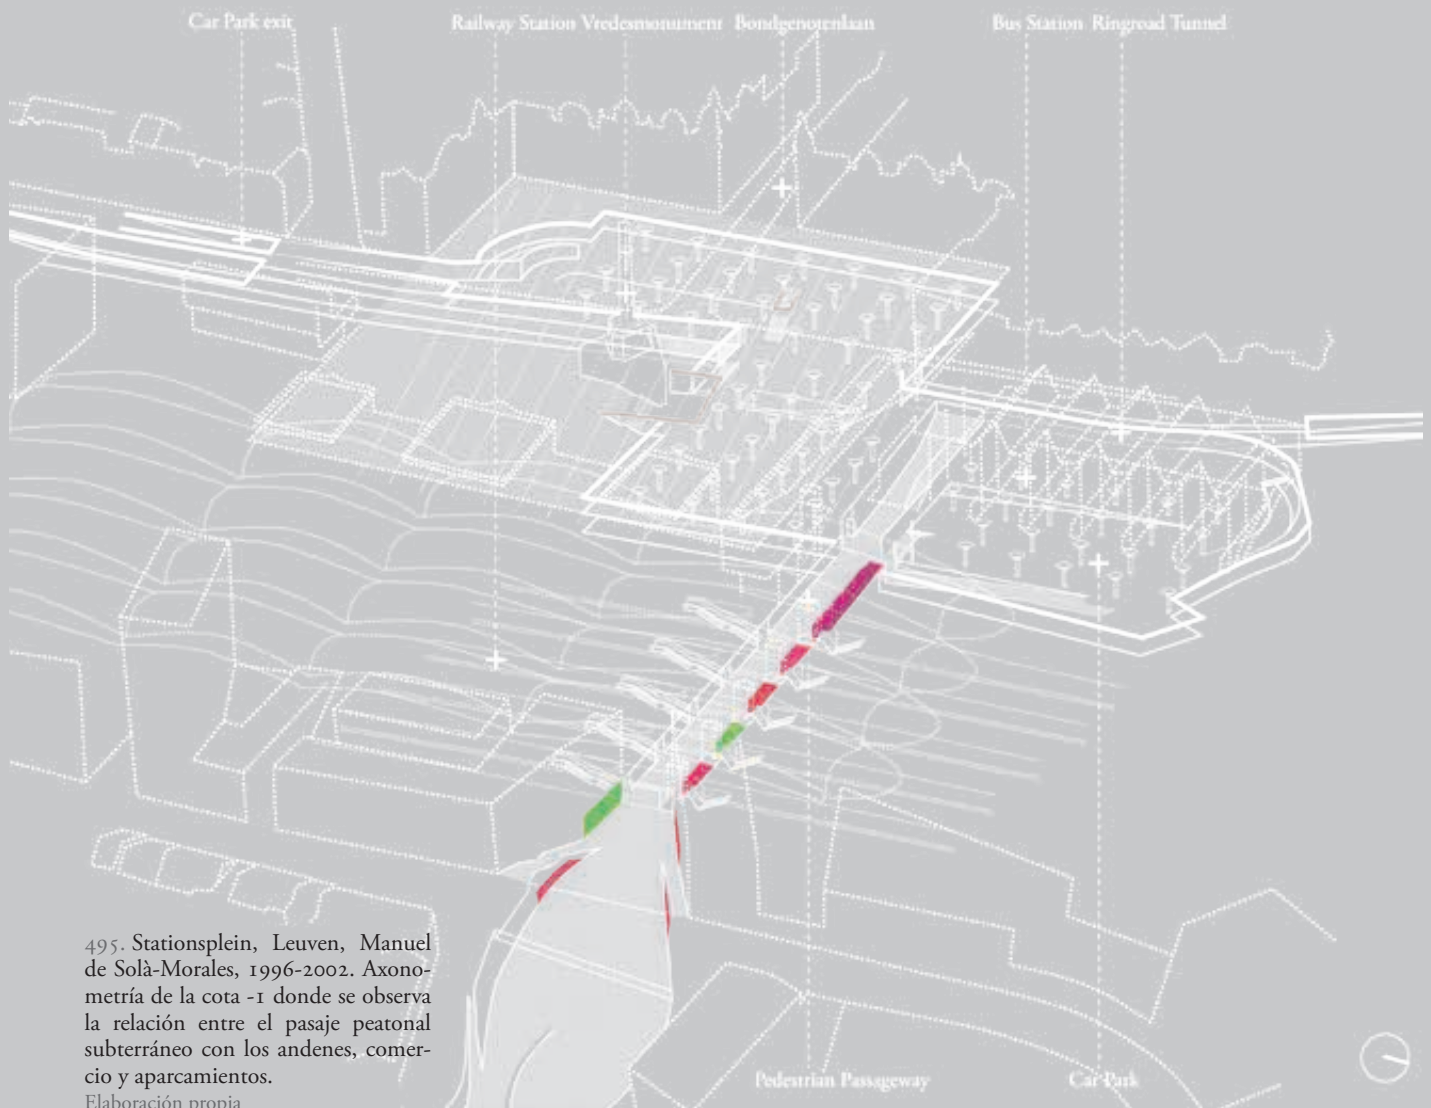 Car Park exit Railway Station Vredesmonument Bondgenotenlaan Bus Station Ringroad Tunnel
495. Stationsplein, Leuven, Manuel
de Solà-Morales, 1996-2002. Axono-
metría de la cota -1 donde se observa
la relación entre el pasaje peatonal
subterráneo con los andenes, comer-
cio y aparcamientos.
Elaboración propia
Pedestrian Passageway Car Park